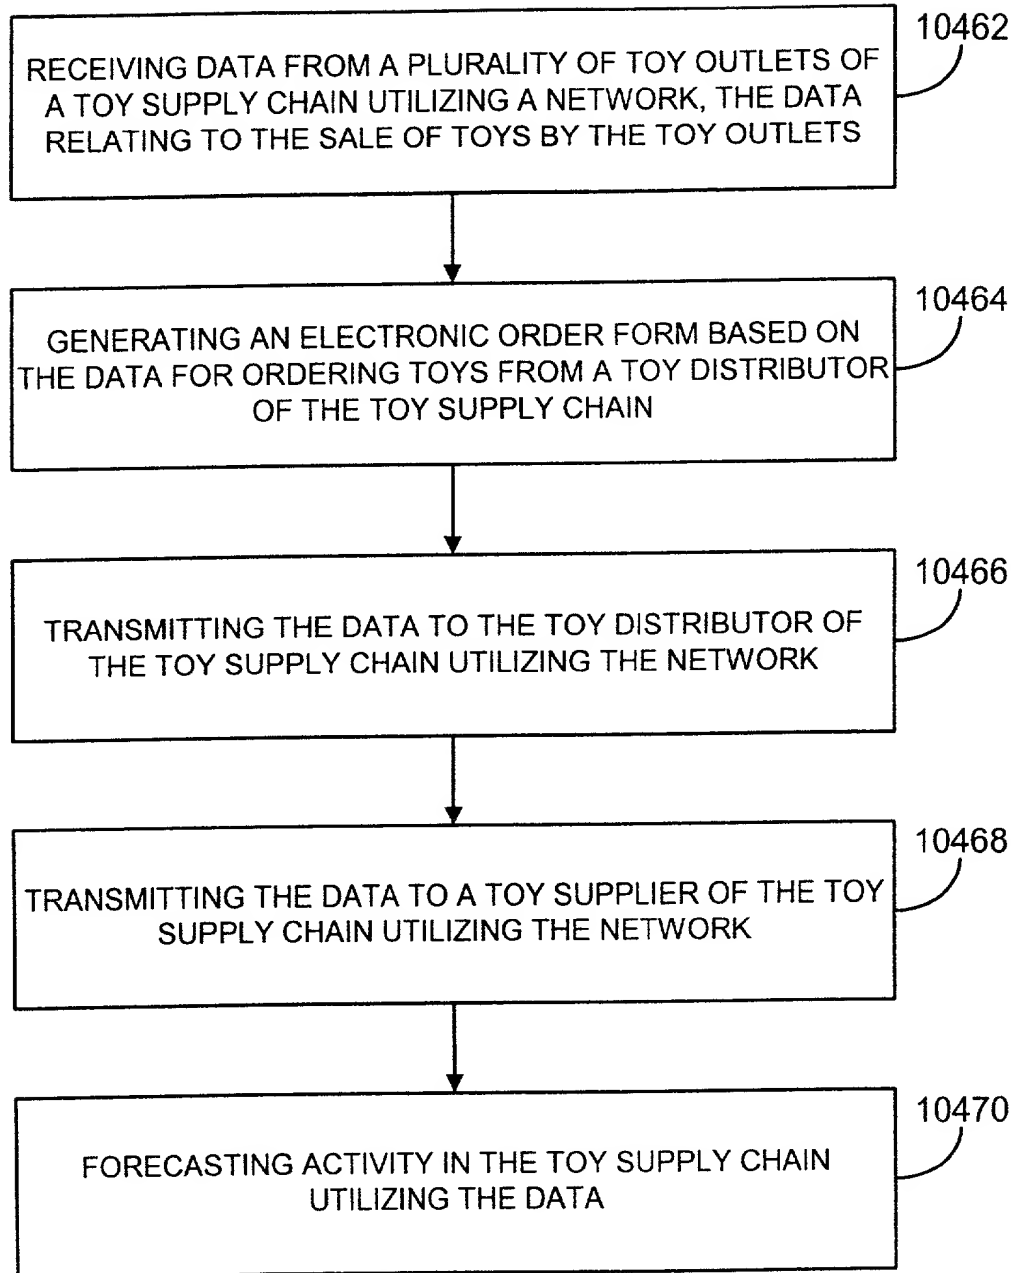 10462
RECEIVING DATA FROM A PLURALITY OF TOY OUTLETS OF
A TOY SUPPLY CHAIN UTILIZING A NETWORK, THE DATA
RELATING TO THE SALE OF TOYS BY THE TOY OUTLETS
10464
GENERATING AN ELECTRONIC ORDER FORM BASED ON
THE DATA FOR ORDERING TOYS FROM A TOY DISTRIBUTOR
OF THE TOY SUPPLY CHAIN
10466
TRANSMITTING THE DATA TO THE TOY DISTRIBUTOR OF
THE TOY SUPPLY CHAIN UTILIZING THE NETWORK
10468
TRANSMITTING THE DATA TO A TOY SUPPLIER OF THE TOY
SUPPLY CHAIN UTILIZING THE NETWORK
10470
FORECASTING ACTIVITY IN THE TOY SUPPLY CHAIN
UTILIZING THE DATA